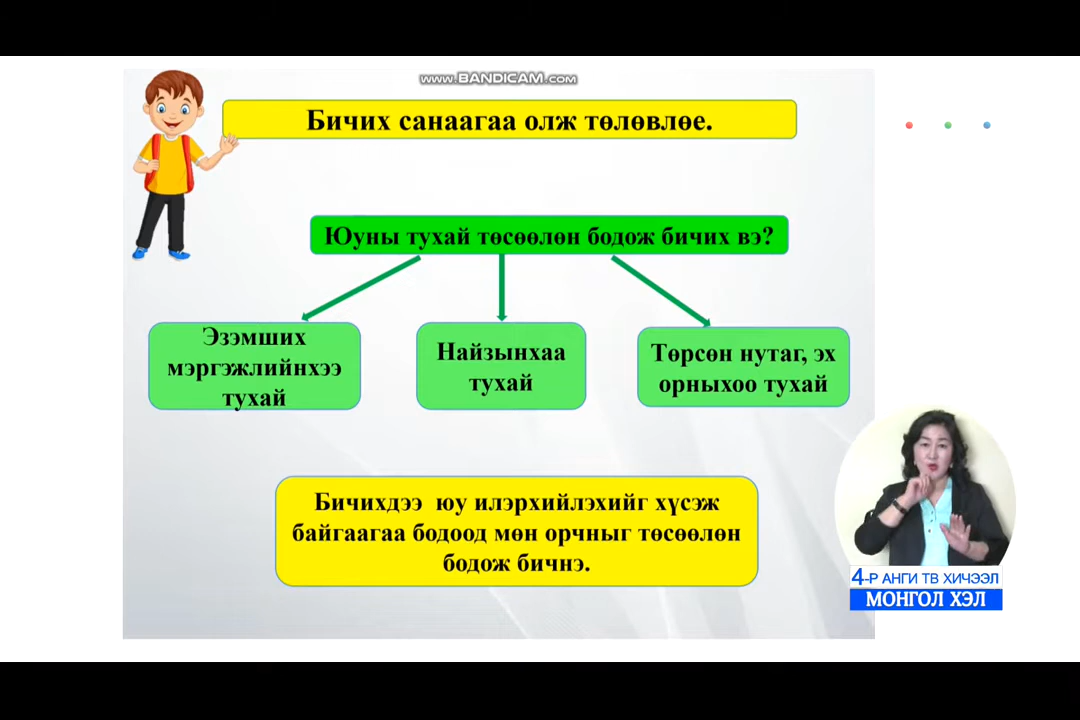 www.BANDICAM.com
Бичих санаагаа олж төлөвлөе.
Юуны тухай төсөөлөн бодож бичих вэ?
Эзэмших
мэргэжлийнхээ
тухай
Найзынхаа
тухай
Төрсөн нутаг, эх
орныхоо тухай
Бичихдээ юу илэрхийлэхийг хүсэж
байгаагаа бодоод мөн орчныг төсөөлөн
бодож бичнэ.
4-Р АНГИ ТВ ХИЧЭЭЛ
МОНГОЛ ХЭЛ